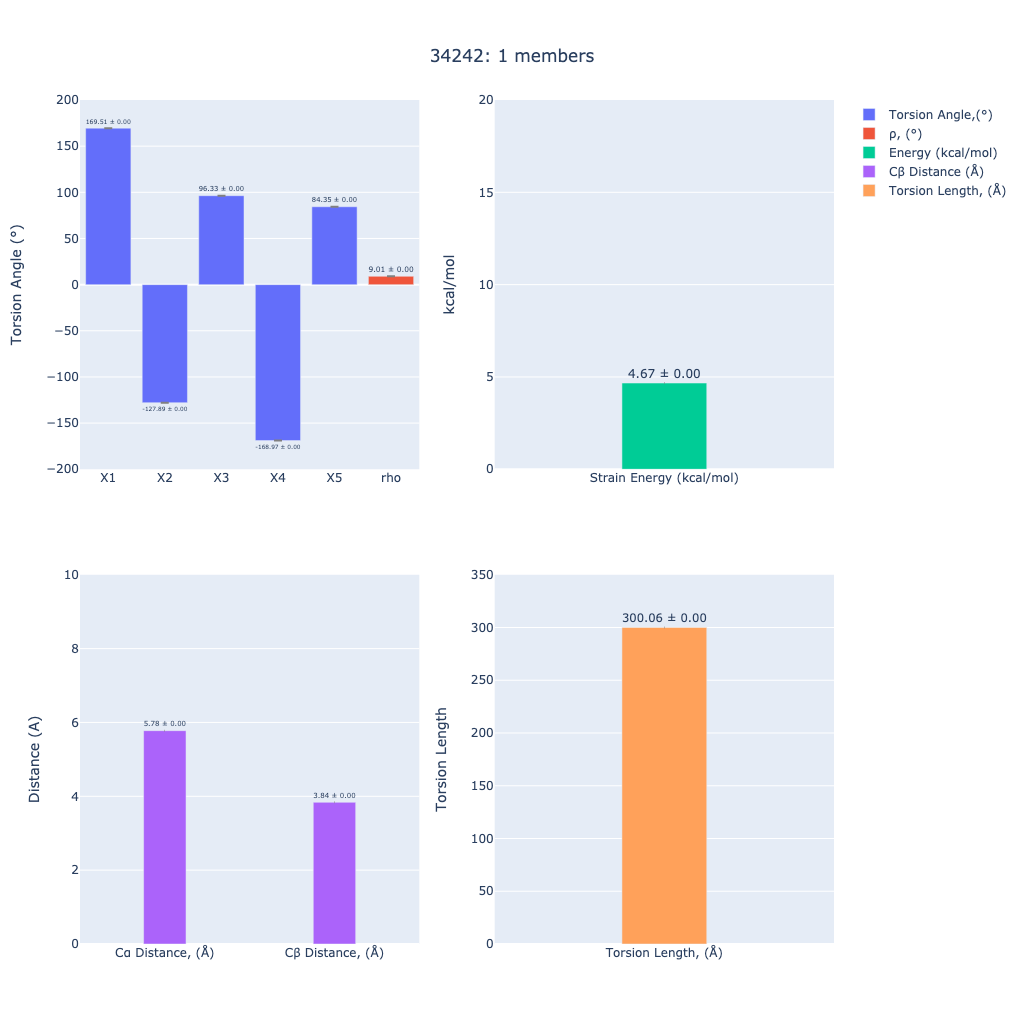 34242: 1 members
Torsion Angle (°)
200
150
100
50
0
−50
−100
−150
−200
169.51 ± 0.00
-127.89 ± 0.00
96.33 ± 0.00
-168.97 ± 0.00
84.35 ± 0.00
9.01 ± 0.00
X1 X2 X3 X4 X5 rho
kcal/mol
20
15
10
5
0
4.67 ± 0.00
Strain Energy (kcal/mol)
Torsion Angle,(°)
ρ, (°)
Energy (kcal/mol)
Cβ Distance (Å)
Torsion Length, (Å)
Distance (A)
10
8
6
4
2
0
5.78 ± 0.00
3.84 ± 0.00
Cα Distance, (Å) Cβ Distance, (Å)
Torsion Length
350
300
250
200
150
100
50
0
300.06 ± 0.00
Torsion Length, (Å)